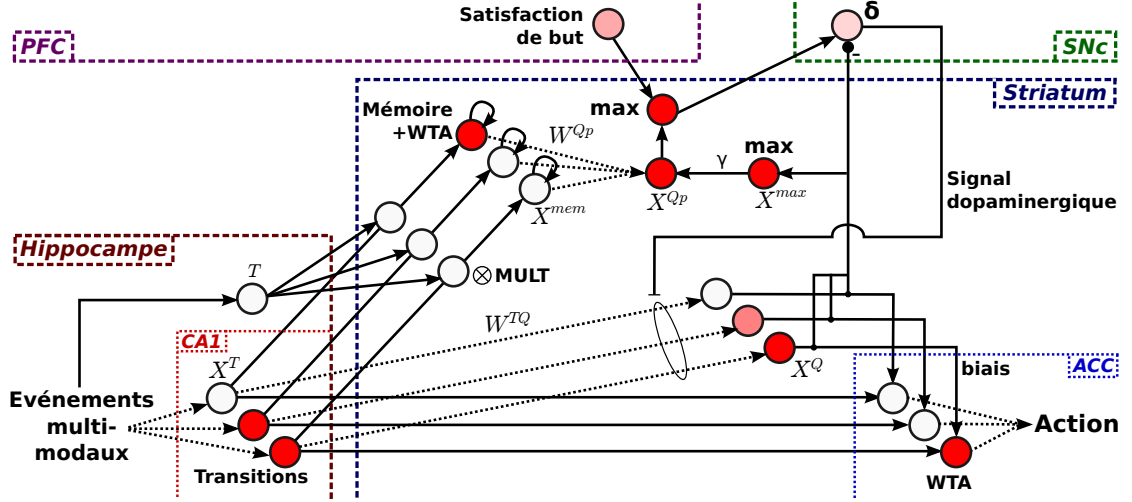 Satisfaction
de but
δ
PFC
SNc
-
Striatum
Mémoire
+WTA
max
W^{Qp}
max
γ
X^{Qp}
X^{max}
X^{mem}
Signal
dopaminergique
Hippocampe
T
⊗ MULT
W^{TQ}
CA1
X^T
X^Q
biais
ACC
Evénements
multi-
modaux
Action
Transitions
WTA